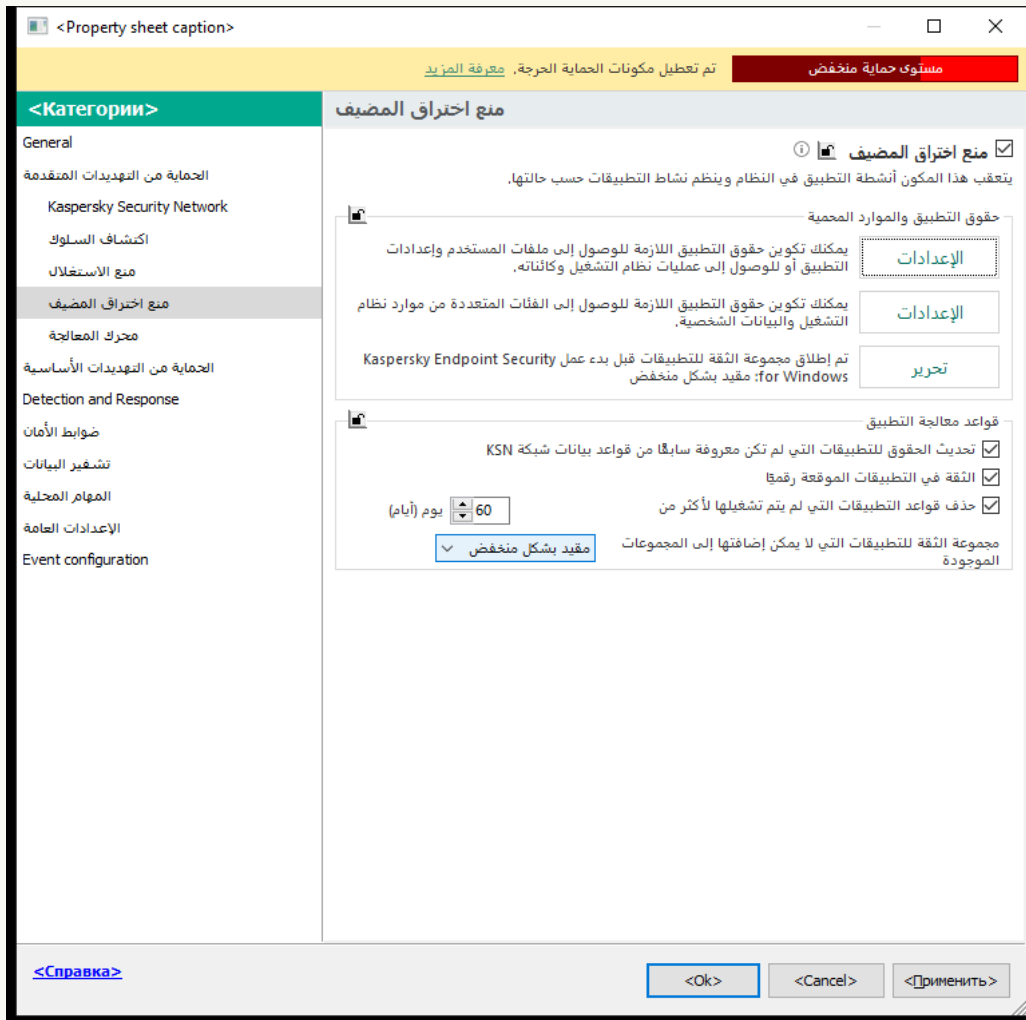 <Property sheet caption>
مستوى حماية منخفض
تم تعطيل مكونات الحماية الحرجة. معرفة المزيد
<Категории>
General
الحماية من التهديدات المتقدمة
Kaspersky Security Network
اكتشاف السلوك
منع الاستغلال
منع اختراق المضيف
محرك المعالجة
الحماية من التهديدات الأساسية
Detection and Response
ضوابط الأمان
تشفير البيانات
المهام المحلية
الإعدادات العامة
Event configuration
منع اختراق المضيف
منع اختراق المضيف
يتعقب هذا المكون أنشطة التطبيق في النظام وينظم نشاط التطبيقات حسب حالتها.
حقوق التطبيق والموارد المحمية
الإعدادات
يمكنك تكوين حقوق التطبيق اللازمة للوصول إلى ملفات المستخدم وإعدادات
التطبيق أو للوصول إلى عمليات نظام التشغيل وكائناته.
الإعدادات
يمكنك تكوين حقوق التطبيق اللازمة للوصول إلى الفئات المتعددة من موارد نظام
التشغيل والبيانات الشخصية.
تحرير
تم إطلاق مجموعة الثقة للتطبيقات قبل بدء عمل Kaspersky Endpoint Security
for Windows: مقيد بشكل منخفض
قواعد معالجة التطبيق
تحديث الحقوق للتطبيقات التي لم تكن معروفة سابقًا من قواعد بيانات شبكة KSN
الثقة في التطبيقات الموقعة رقميًا
حذف قواعد التطبيقات التي لم يتم تشغيلها لأكثر من 60 يوم (أيام)
مجموعة الثقة للتطبيقات التي لا يمكن إضافتها إلى المجموعات
الموجودة
مقيد بشكل منخفض
<Справка>
<Ok>
<Cancel>
<Применить>